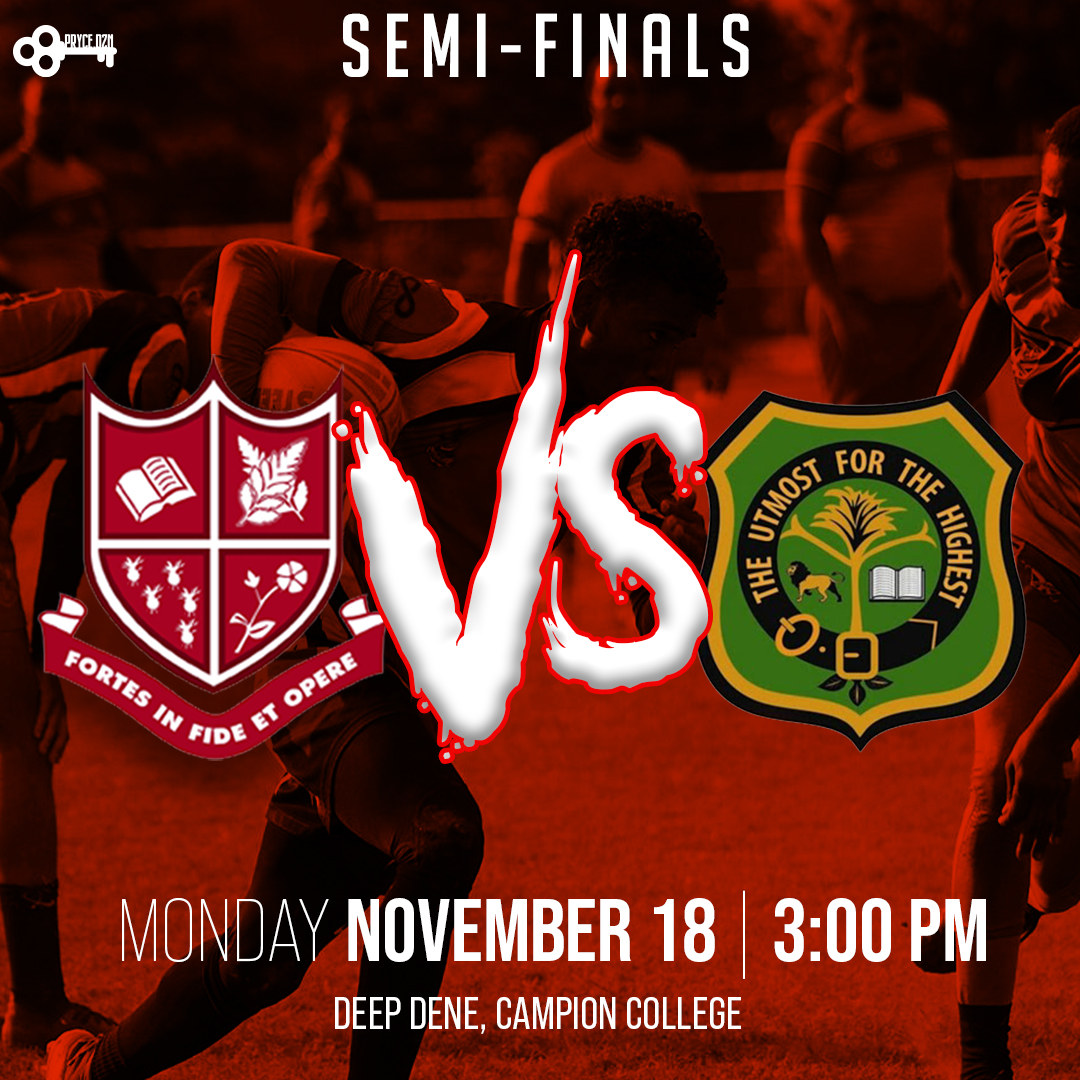 PRYCE.DZN
SEMI-FINALS
FORTES IN FIDE ET OPERE
VS
THE UTMOST FOR THE HIGHEST
MONDAY NOVEMBER 18 | 3:00 PM
DEEP DENE, CAMPION COLLEGE